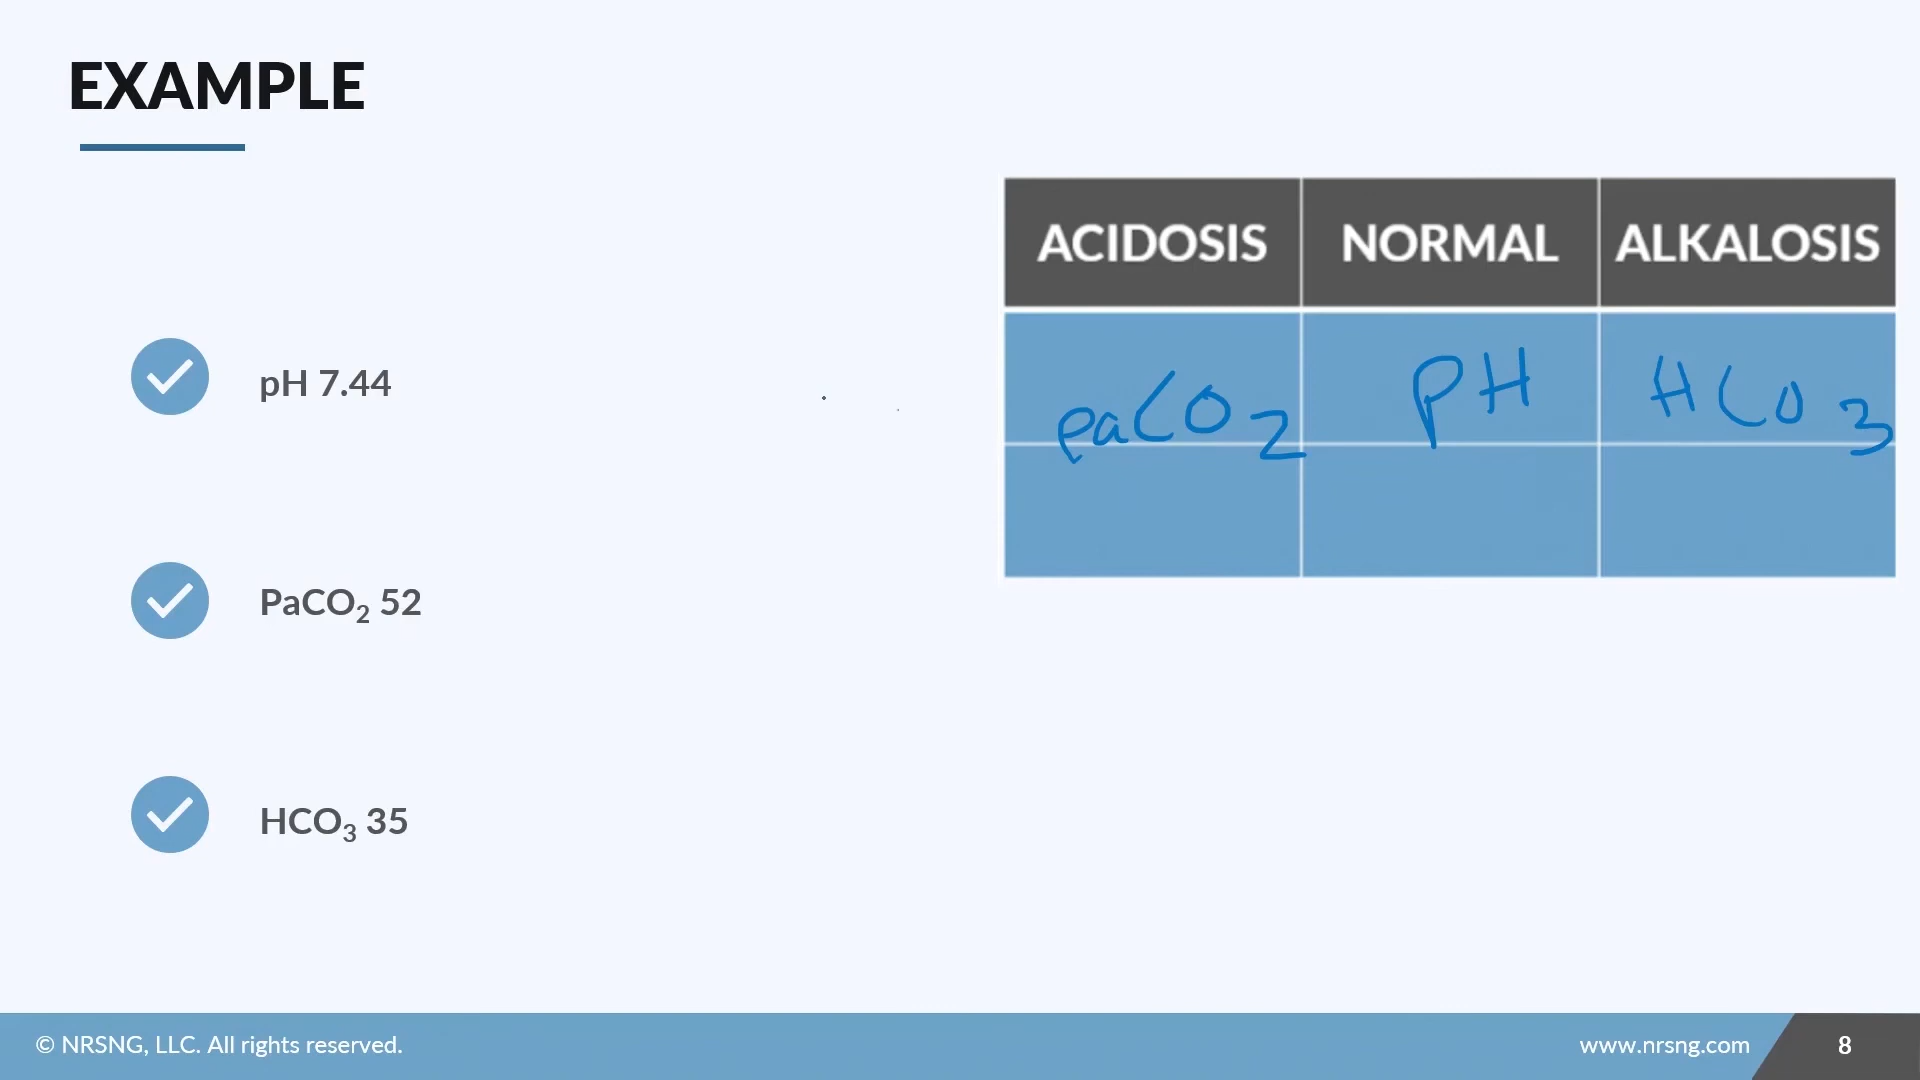 EXAMPLE
ACIDOSIS NORMAL ALKALOSIS
paCO2 PH HCO3
pH 7.44
PaCO₂ 52
HCO₃ 35
© NRSNG, LLC. All rights reserved. www.nrsng.com 8